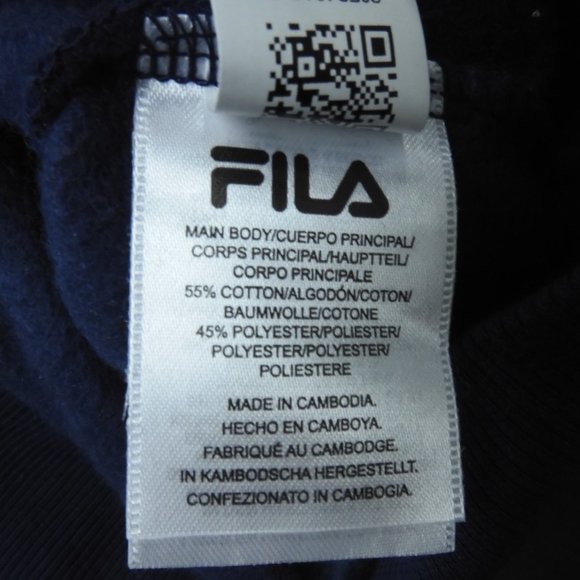 FILA
MAIN BODY/CUERPO PRINCIPAL/
CORPS PRINCIPAL/HAUPTTEIL/
CORPO PRINCIPALE
55% COTTON/ALGODÓN/COTON/
BAUMWOLLE/COTONE
45% POLYESTER/POLIESTER/
POLYESTER/POLYESTER/
POLIESTERE
MADE IN CAMBODIA.
HECHO EN CAMBOYA.
FABRIQUÉ AU CAMBODGE.
IN KAMBODSCHA HERGESTELLT.
CONFEZIONATO IN CAMBOGIA.